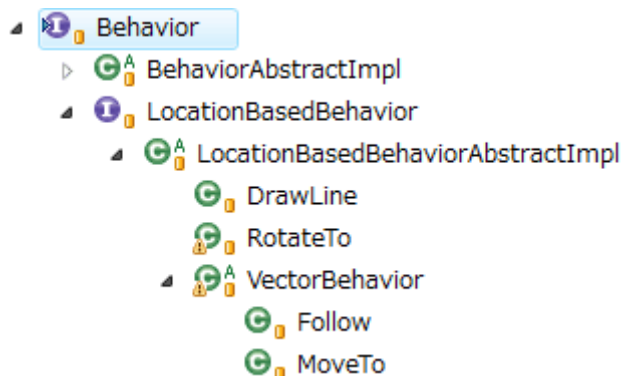 Behavior
BehaviorAbstractImpl
LocationBasedBehavior
LocationBasedBehaviorAbstractImpl
DrawLine
RotateTo
VectorBehavior
Follow
MoveTo